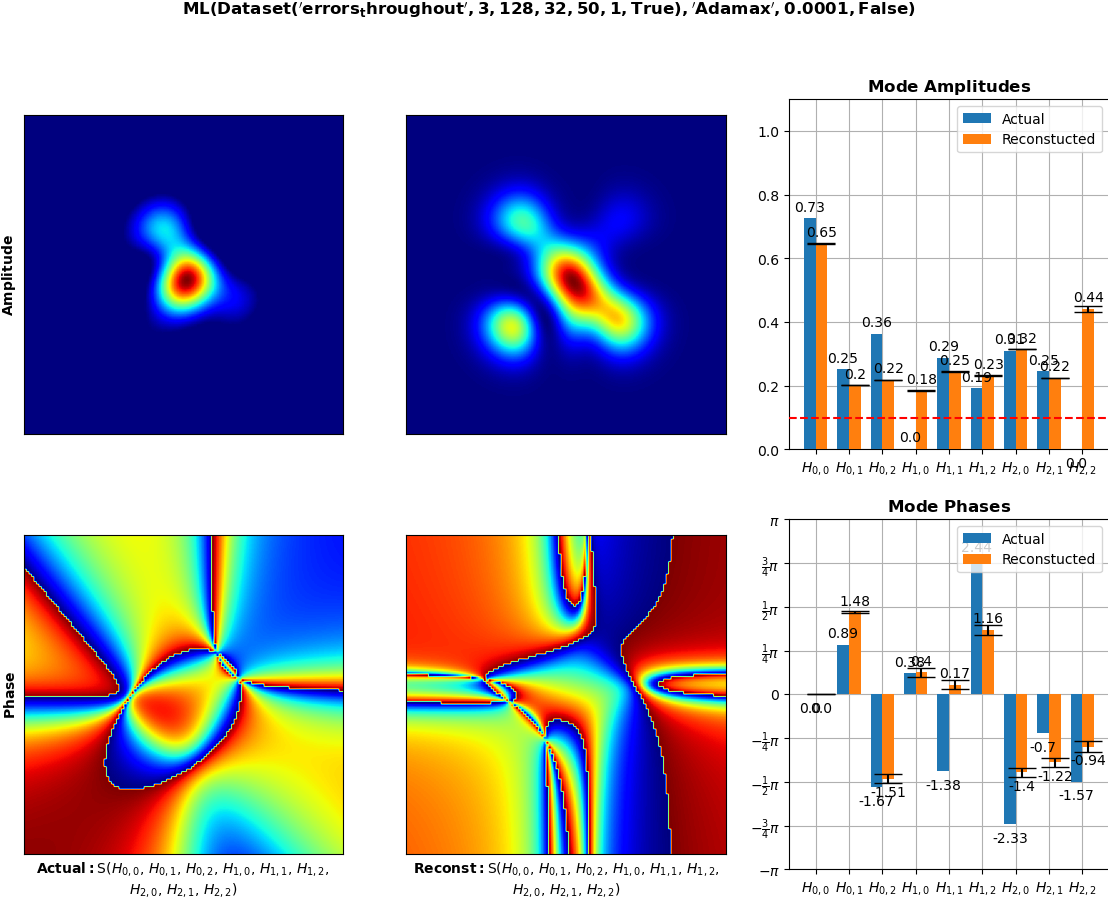 ML(Dataset('errors_throughout', 3, 128, 32, 50, 1, True), 'Adamax', 0.0001, False)
Amplitude
Mode Amplitudes
Actual
Reconstucted
1.0
0.8
0.6
0.4
0.2
0.0
0.73
0.65
0.25
0.2
0.36
0.22
0.0
0.18
0.29
0.25
0.19
0.23
0.31
0.32
0.25
0.22
0.0
0.44
H0,0 H0,1 H0,2 H1,0 H1,1 H1,2 H2,0 H2,1 H2,2
Phase
Actual:S(H0,0, H0,1, H0,2, H1,0, H1,1, H1,2,
H2,0, H2,1, H2,2)
Reconst:S(H0,0, H0,1, H0,2, H1,0, H1,1, H1,2,
H2,0, H2,1, H2,2)
Mode Phases
Actual
Reconstucted
π
3/4π
1/2π
1/4π
0
−1/4π
−1/2π
−3/4π
−π
0.0
0.0
0.89
1.48
-1.67
-1.51
0.38
0.4
-1.38
0.17
2.44
1.16
-2.33
-1.4
-0.7
-1.22
-1.57
-0.94
H0,0 H0,1 H0,2 H1,0 H1,1 H1,2 H2,0 H2,1 H2,2